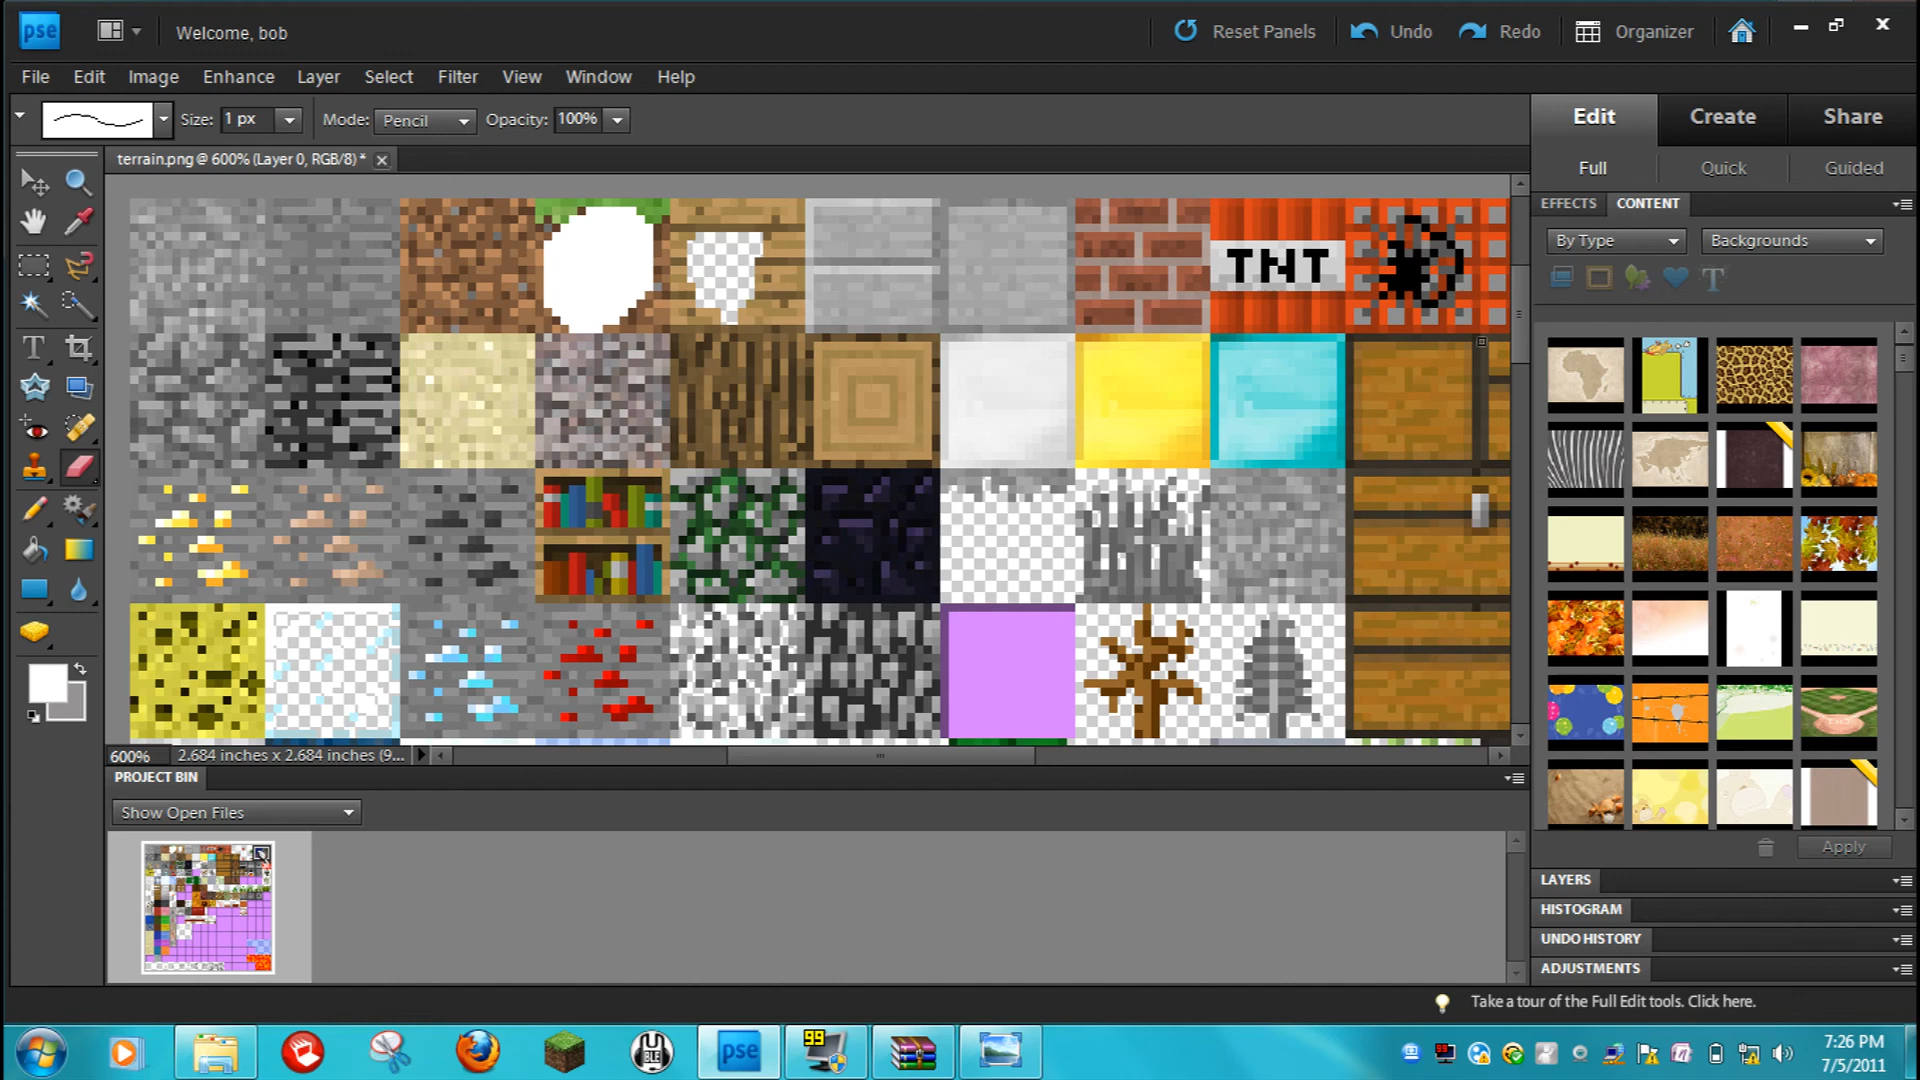 pse
Welcome, bob
Reset Panels
Undo
Redo
Organizer
File Edit Image Enhance Layer Select Filter View Window Help
Size: 1 px
Mode: Pencil
Opacity: 100%
Edit Create Share
terrain.png @ 600% (Layer 0, RGB/8) *
Full Quick Guided
EFFECTS CONTENT
By Type
Backgrounds
TNT
600%
2.684 inches x 2.684 inches (9...
PROJECT BIN
Show Open Files
Apply
LAYERS
HISTOGRAM
UNDO HISTORY
ADJUSTMENTS
Take a tour of the Full Edit tools. Click here.
BLE
pse
99
7:26 PM
7/5/2011